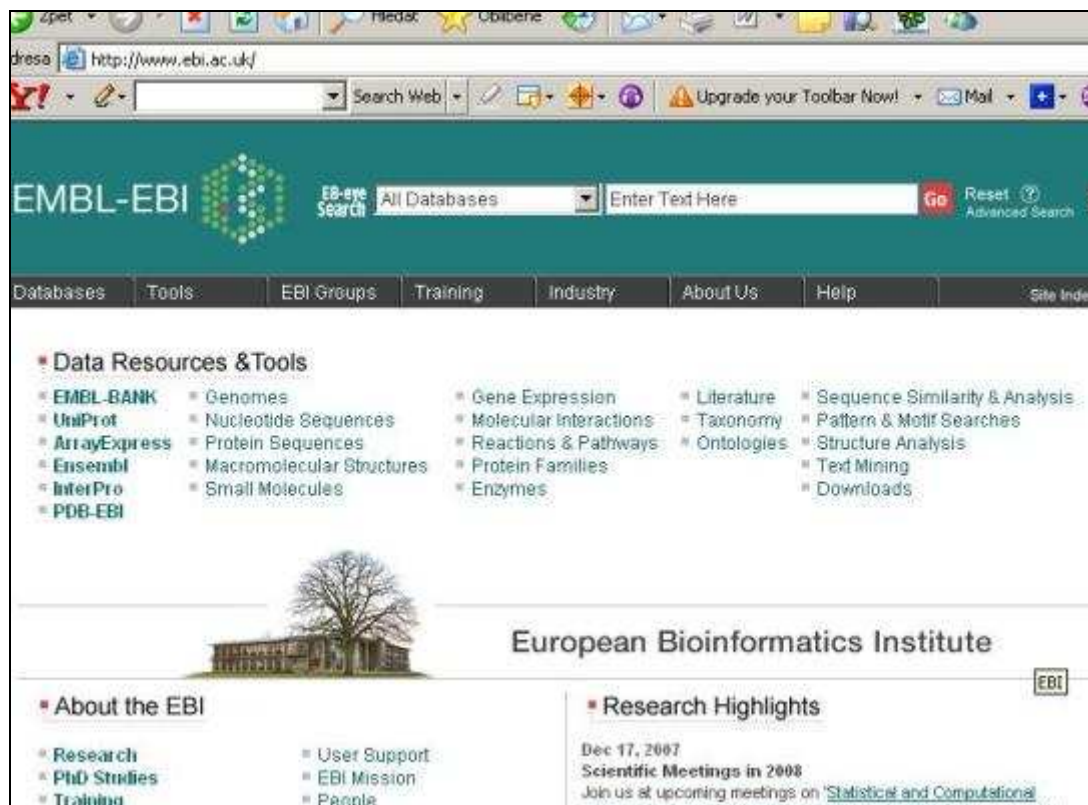 Zpět Hledat Oblíbené
dresa http://www.ebi.ac.uk/
Y! Search Web Upgrade your Toolbar Now! Mail
EMBL-EBI EB-eye Search All Databases Enter Text Here Go Reset ? Advanced Search
Databases Tools EBI Groups Training Industry About Us Help Site Inde
Data Resources &Tools
EMBL-BANK Genomes Gene Expression Literature Sequence Similarity & Analysis
UniProt Nucleotide Sequences Molecular Interactions Taxonomy Pattern & Motif Searches
ArrayExpress Protein Sequences Reactions & Pathways Ontologies Structure Analysis
Ensembl Macromolecular Structures Protein Families Text Mining
InterPro Small Molecules Enzymes Downloads
PDB-EBI
European Bioinformatics Institute
EBI
About the EBI Research Highlights
Research User Support Dec 17, 2007
PhD Studies EBI Mission Scientific Meetings in 2008
Training People Join us at upcoming meetings on 'Statistical and Computational